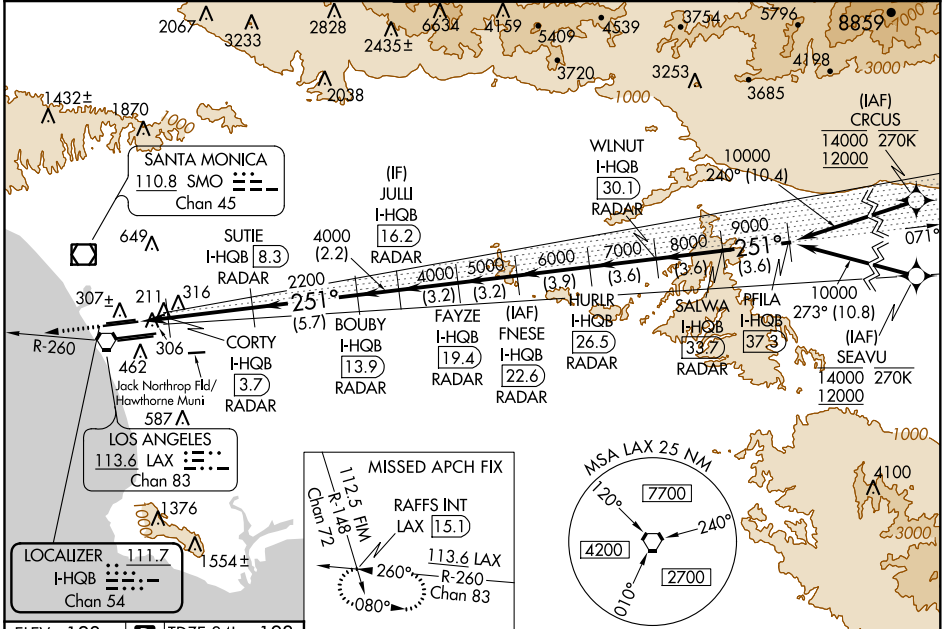 2067
3233
2828
2435±
6634
4159
5409
4539
3754
5796
8859
7000
3720
3253
3685
4198
3000
2038
1000
1432±
1870
1000
SANTA MONICA
110.8 SMO
Chan 45
(IAF)
CRCUS
14000 270K
12000
WLNUT
I-HQB
30.1
RADAR
10000
240° (10.4)
(IF)
JULLI
I-HQB
16.2
RADAR
649
SUTIE
I-HQB 8.3
RADAR
4000
(2.2)
071°
2200
251°
(5.7)
4000
(3.2)
5000
(3.2)
6000
(3.9)
7000
(3.6)
8000
(3.6)
9000
251°
(3.6)
307±
211
316
R-260
306
462
CORTY
I-HQB
3.7
RADAR
BOUBY
I-HQB
13.9
RADAR
FAYZE
I-HQB
19.4
RADAR
(IAF)
FNESE
I-HQB
22.6
RADAR
HURLR
I-HQB
26.5
RADAR
SALWA
I-HQB
33.7
RADAR
PFILA
I-HQB
37.3
RADAR
10000
273° (10.8)
(IAF)
SEAVU
14000 270K
12000
Jack Northrop Fld/
Hawthorne Muni
587
LOS ANGELES
113.6 LAX
Chan 83
1376
1000
1554±
LOCALIZER 111.7
I-HQB
Chan 54
MISSED APCH FIX
112.5 FIM
R-148
Chan 72
RAFFS INT
LAX 15.1
113.6 LAX
R-260
Chan 83
260°
080°
MSA LAX 25 NM
120°
7700
240°
4200
2700
010°
1000
4100
3000